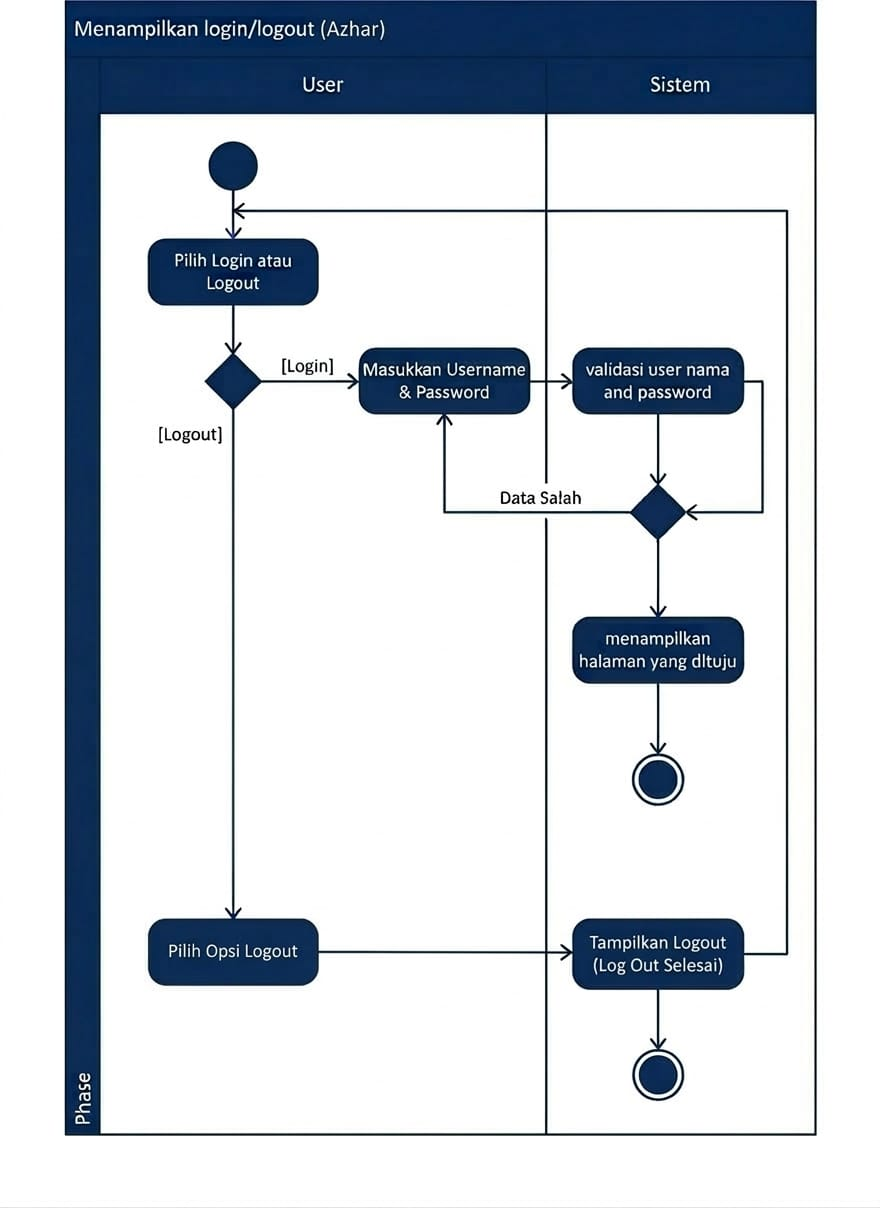 Menampilkan login/logout (Azhar)
User
Sistem
Pilih Login atau
Logout
[Login]
Masukkan Username
& Password
validasi user nama
and password
[Logout]
Data Salah
menampilkan
halaman yang dltuju
Pilih Opsi Logout
Tampilkan Logout
(Log Out Selesai)
Phase